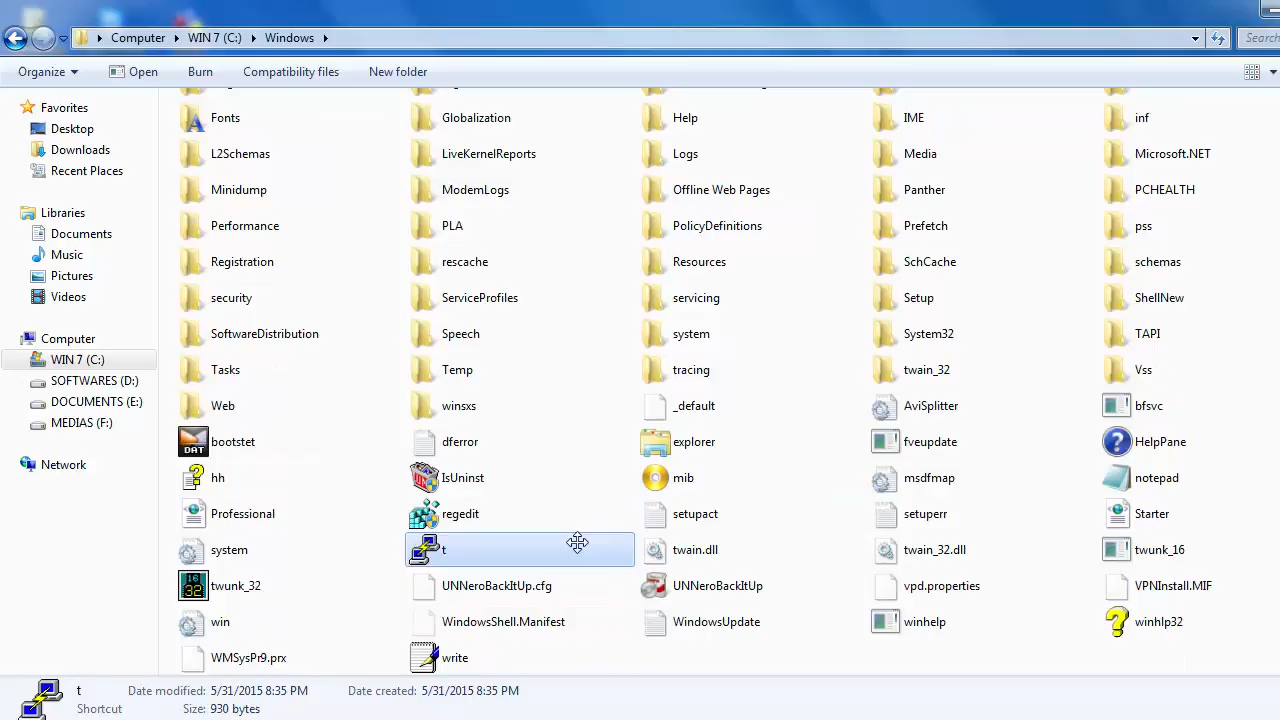 Computer WIN 7 (C:) Windows Search
Organize Open Burn Compatibility files New folder
Favorites
Desktop
Downloads
Recent Places
Libraries
Documents
Music
Pictures
Videos
Computer
WIN 7 (C:)
SOFTWARES (D:)
DOCUMENTS (E:)
MEDIAS (F:)
Network
Fonts Globalization Help IME inf
L2Schemas LiveKernelReports Logs Media Microsoft.NET
Minidump ModemLogs Offline Web Pages Panther PCHEALTH
Performance PLA PolicyDefinitions Prefetch pss
Registration rescache Resources SchCache schemas
security ServiceProfiles servicing Setup ShellNew
SoftwareDistribution Speech system System32 TAPI
Tasks Temp tracing twain_32 Vss
Web winsxs _default AviSplitter bfsvc
bootstet dferror explorer fveupdate HelpPane
hh IsUninst mib msdfmap notepad
Professional regedit setupact setuperr Starter
system t twain.dll twain_32.dll twunk_16
twunk_32 UNNeroBackItUp.cfg UNNeroBackItUp vpd.properties VPNInstall.MIF
win WindowsShell.Manifest WindowsUpdate winhelp winhlp32
WMSysPr9.prx write
t Date modified: 5/31/2015 8:35 PM Date created: 5/31/2015 8:35 PM
Shortcut Size: 930 bytes